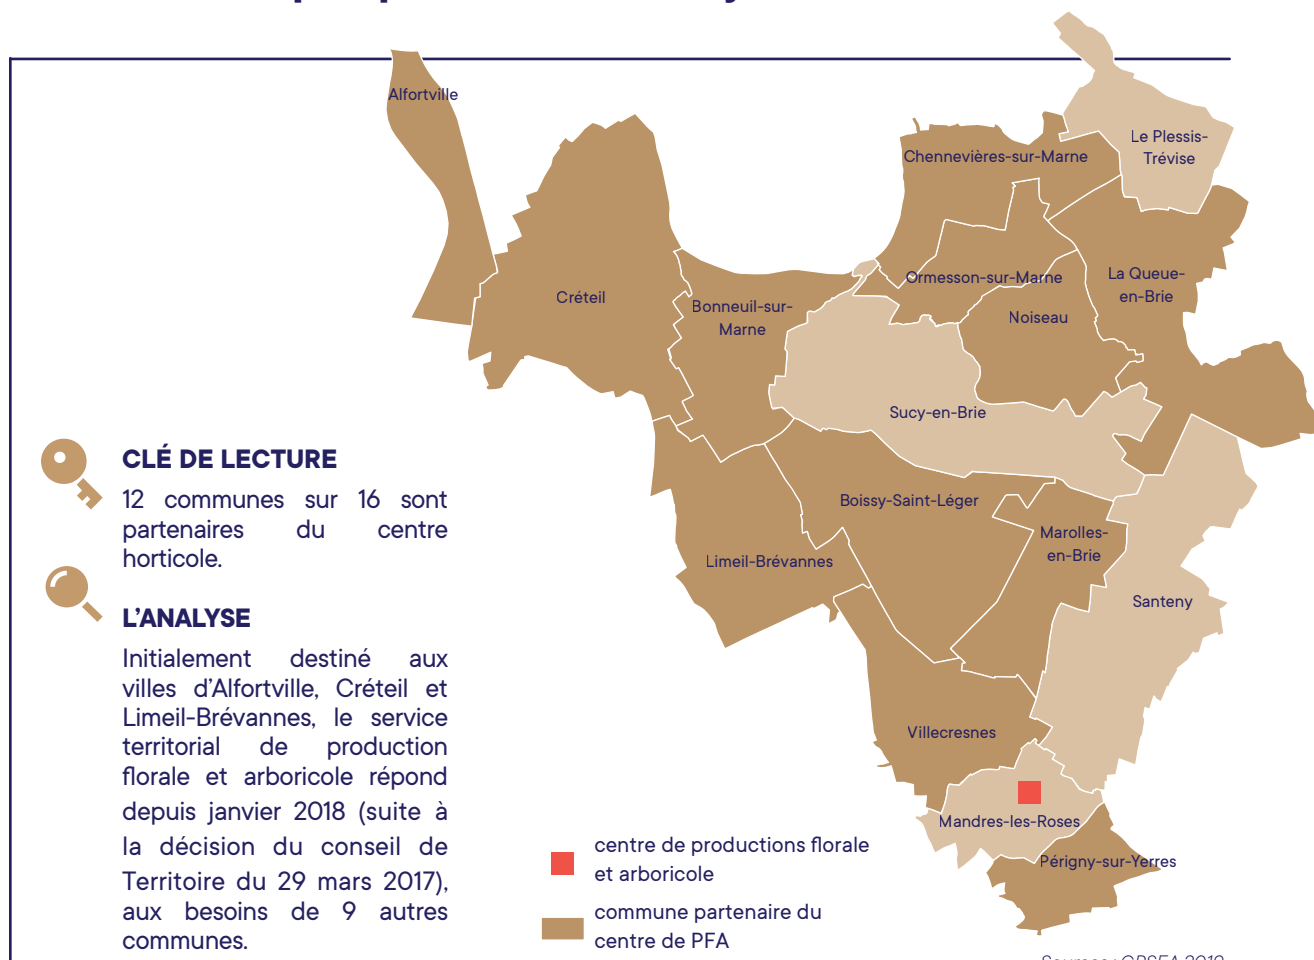 Alfortville
Le Plessis-
Trévise
Chennevières-sur-Marne
Créteil
Bonneuil-sur-
Marne
Ormesson-sur-Marne
La Queue-
en-Brie
Noiseau
Sucy-en-Brie
Boissy-Saint-Léger
Marolles-
en-Brie
Limeil-Brévannes
Santeny
Villecresnes
Mandres-les-Roses
Périgny-sur-Yerres
CLÉ DE LECTURE
12 communes sur 16 sont
partenaires du centre
horticole.
L'ANALYSE
Initialement destiné aux
villes d'Alfortville, Créteil et
Limeil-Brévannes, le service
territorial de production
florale et arboricole répond
depuis janvier 2018 (suite à
la décision du conseil de
Territoire du 29 mars 2017),
aux besoins de 9 autres
communes.
centre de productions florale
et arboricole
commune partenaire du
centre de PFA